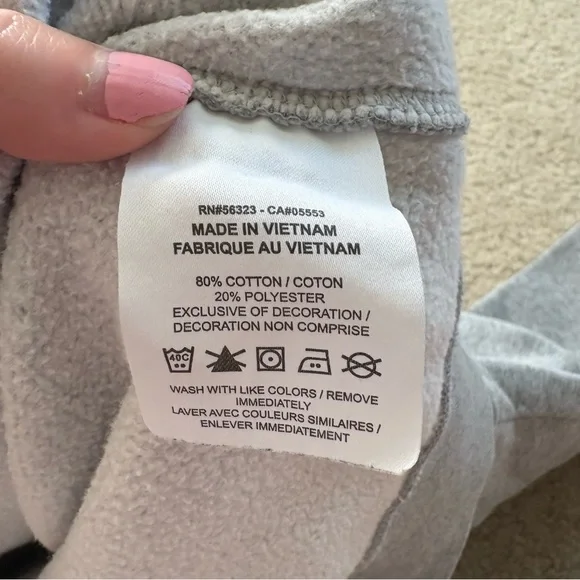 RN#56323 - CA#05553
MADE IN VIETNAM
FABRIQUE AU VIETNAM
80% COTTON / COTON
20% POLYESTER
EXCLUSIVE OF DECORATION /
DECORATION NON COMPRISE
40C
WASH WITH LIKE COLORS / REMOVE
IMMEDIATELY
LAVER AVEC COULEURS SIMILAIRES /
ENLEVER IMMEDIATEMENT